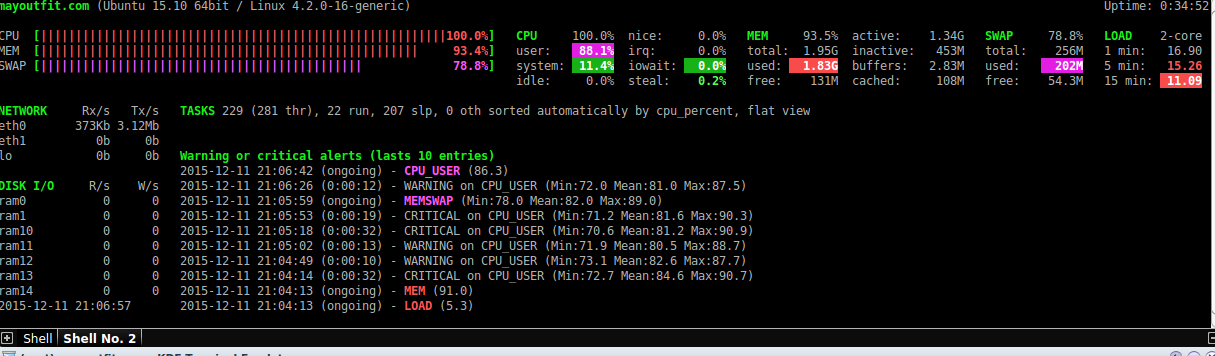 mayoutfit.com (Ubuntu 15.10 64bit / Linux 4.2.0-16-generic) Uptime: 0:34:52
CPU [||||||||||||||||||||||||||||||||||||||||||||||||||||||100.0%] CPU 100.0% nice: 0.0% MEM 93.5% active: 1.34G SWAP 78.8% LOAD 2-core
MEM [|||||||||||||||||||||||||||||||||||||||||||||||||| 93.4%] user: 88.1% irq: 0.0% total: 1.95G inactive: 453M total: 256M 1 min: 16.90
SWAP [||||||||||||||||||||||||||||||||||||||||||| 78.8%] system: 11.4% iowait: 0.0% used: 1.83G buffers: 2.83M used: 202M 5 min: 15.26
idle: 0.0% steal: 0.2% free: 131M cached: 108M free: 54.3M 15 min: 11.09
NETWORK Rx/s Tx/s TASKS 229 (281 thr), 22 run, 207 slp, 0 oth sorted automatically by cpu_percent, flat view
eth0 373Kb 3.12Mb
eth1 0b 0b
lo 0b 0b Warning or critical alerts (lasts 10 entries)
2015-12-11 21:06:42 (ongoing) - CPU_USER (86.3)
DISK I/O R/s W/s 2015-12-11 21:06:26 (0:00:12) - WARNING on CPU_USER (Min:72.0 Mean:81.0 Max:87.5)
ram0 0 0 2015-12-11 21:05:59 (ongoing) - MEMSWAP (Min:78.0 Mean:82.0 Max:89.0)
ram1 0 0 2015-12-11 21:05:53 (0:00:19) - CRITICAL on CPU_USER (Min:71.2 Mean:81.6 Max:90.3)
ram10 0 0 2015-12-11 21:05:18 (0:00:32) - CRITICAL on CPU_USER (Min:70.6 Mean:81.2 Max:90.9)
ram11 0 0 2015-12-11 21:05:02 (0:00:13) - WARNING on CPU_USER (Min:71.9 Mean:80.5 Max:88.7)
ram12 0 0 2015-12-11 21:04:49 (0:00:10) - WARNING on CPU_USER (Min:73.1 Mean:82.6 Max:87.7)
ram13 0 0 2015-12-11 21:04:14 (0:00:32) - CRITICAL on CPU_USER (Min:72.7 Mean:84.6 Max:90.7)
ram14 0 0 2015-12-11 21:04:13 (ongoing) - MEM (91.0)
2015-12-11 21:06:57 2015-12-11 21:04:13 (ongoing) - LOAD (5.3)
Shell Shell No. 2